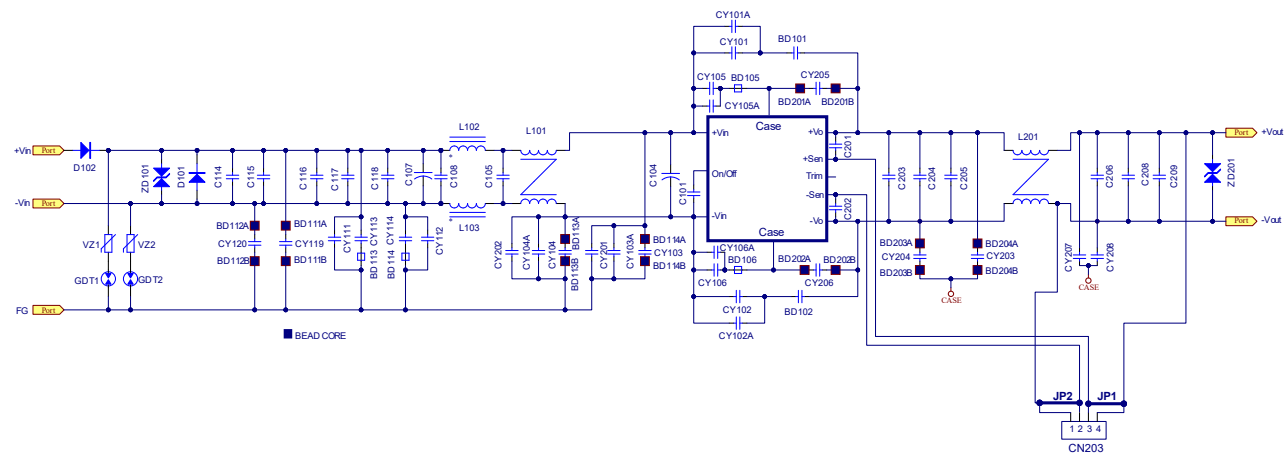 CY101A
CY101
BD101
CY105
BD105
CY205
BD201A
BD201B
CY105A
Case
+Vin
+Vo
C201
+Sen
On/Off
Trim
-Sen
C202
-Vin
-Vo
Case
C101
C104
L102
L101
L103
+Vin
Port
D102
ZD101
D101
C114
C115
C116
C117
C118
C107
C108
C105
-Vin
Port
VZ1
VZ2
GDT1
GDT2
BD112A
CY120
BD112B
BD111A
CY119
BD111B
CY111
CY113
BD113
CY114
BD114
CY112
CY202
CY104A
CY104
BD113A
BD113B
CY201
CY103A
BD114A
CY103
BD114B
FG
Port
BEAD CORE
CY106A
BD106
CY106
BD202A
BD202B
CY206
CY102
BD102
CY102A
C203
C204
C205
BD203A
CY204
BD203B
BD204A
CY203
BD204B
CASE
L201
C206
C208
C209
ZD201
Port
+Vout
Port
-Vout
CY207
CY208
CASE
JP2
JP1
1 2 3 4
CN203